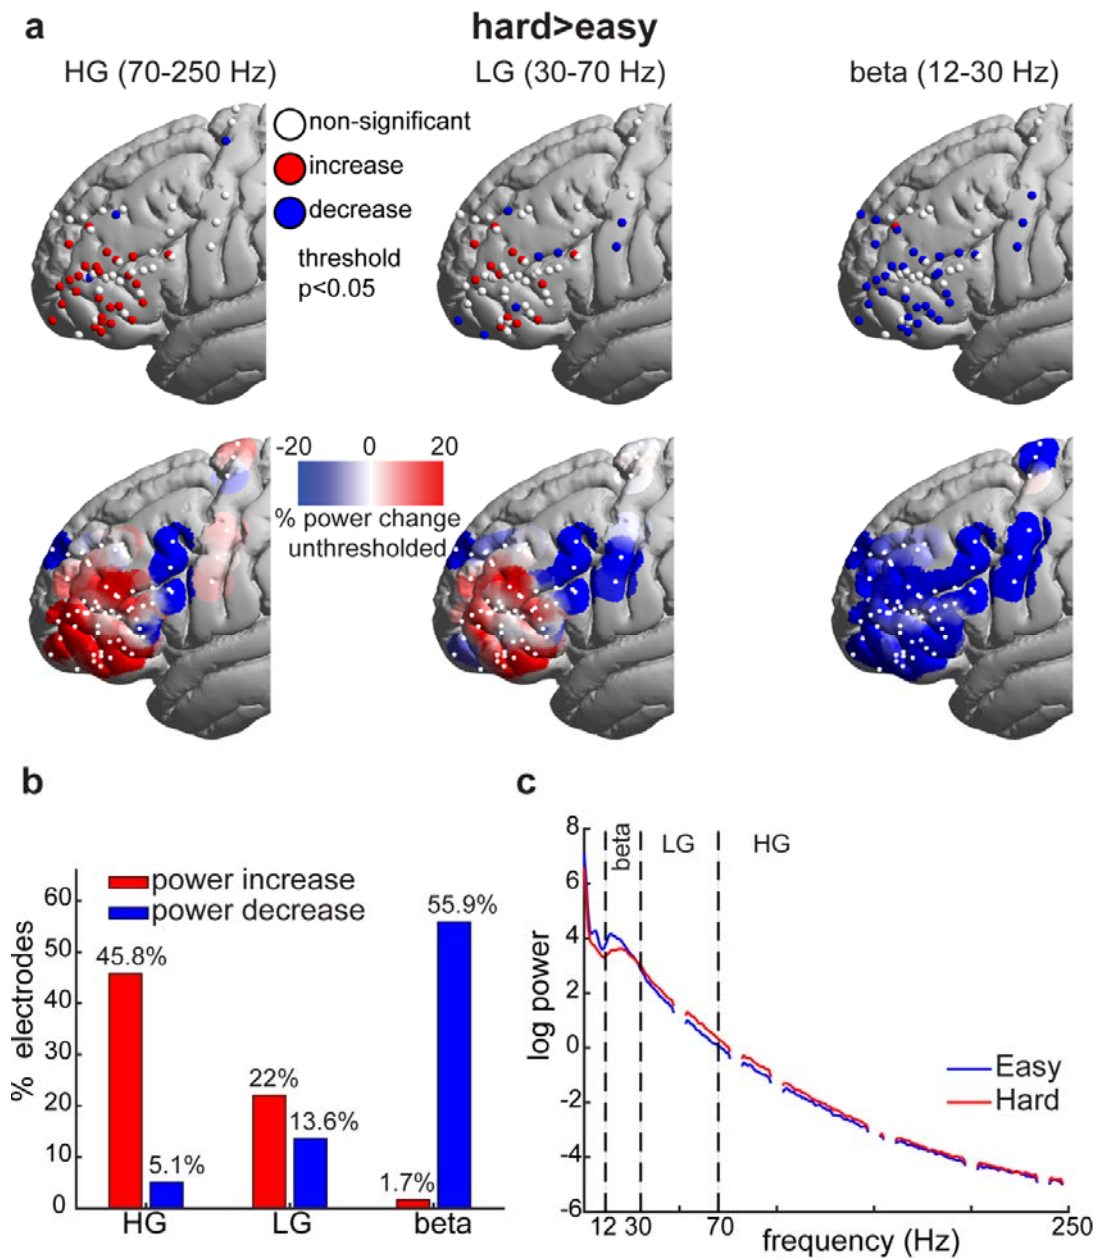 a
hard>easy
HG (70-250 Hz)
LG (30-70 Hz)
beta (12-30 Hz)
non-significant
increase
decrease
threshold
p<0.05
-20 0 20
% power change
unthresholded
b
power increase
power decrease
% electrodes
60
50
40
30
20
10
0
45.8%
5.1%
22%
13.6%
1.7%
55.9%
HG LG beta
c
beta
LG
HG
log power
8
6
4
2
0
-2
-4
-6
Easy
Hard
12 30 70 250
frequency (Hz)